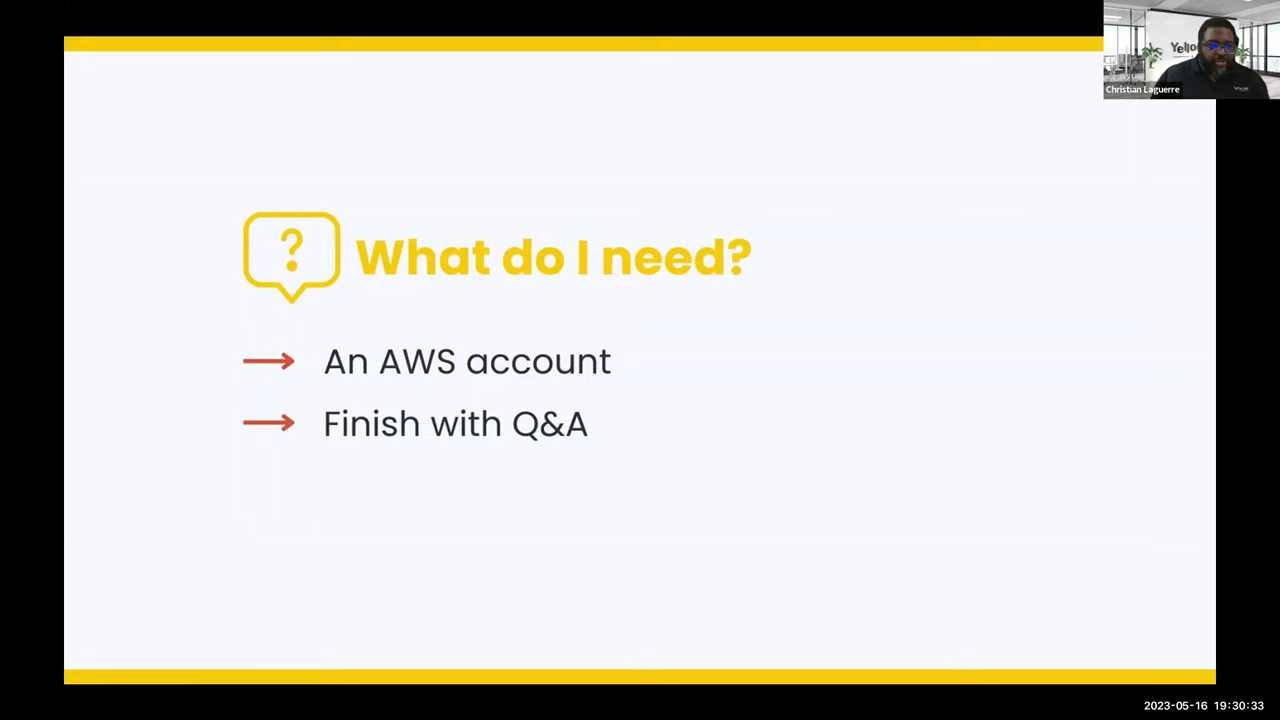 Christian Laguerre
?
What do I need?
An AWS account
Finish with Q&A
2023-05-16 19:30:33